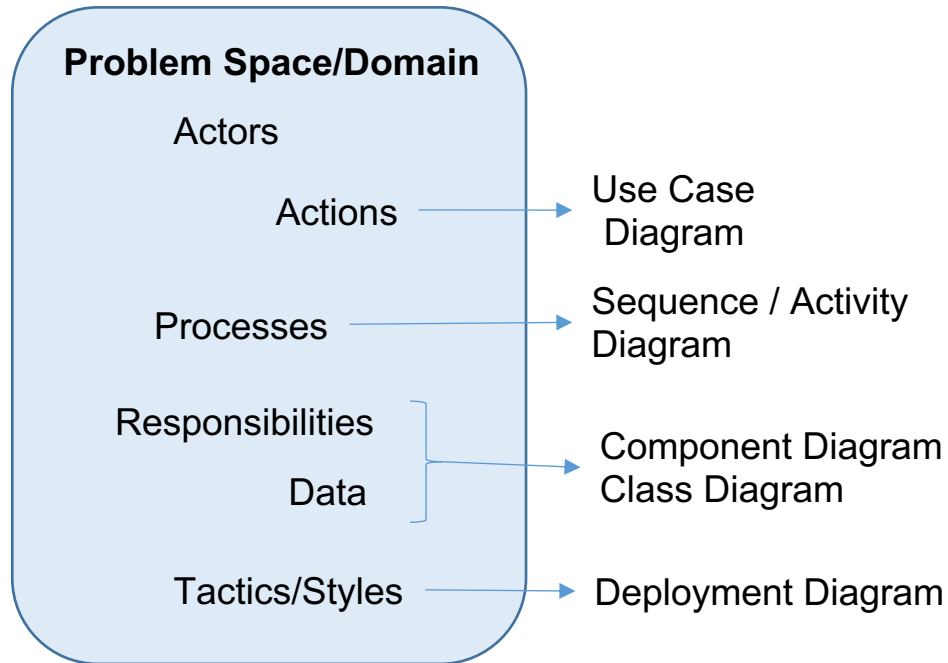 Problem Space/Domain
Actors
Actions
Use Case
Diagram
Processes
Sequence / Activity
Diagram
Responsibilities
Data
Component Diagram
Class Diagram
Tactics/Styles
Deployment Diagram